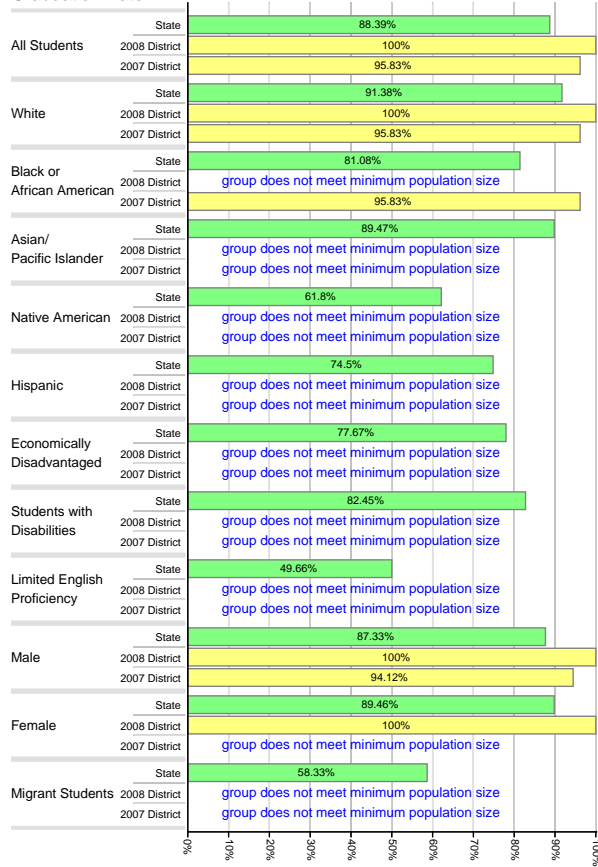 State 88.39%
All Students 2008 District 100%
2007 District 95.83%
State 91.38%
White 2008 District 100%
2007 District 95.83%
State 81.08%
Black or
African American 2008 District group does not meet minimum population size
2007 District 95.83%
State 89.47%
Asian/
Pacific Islander 2008 District group does not meet minimum population size
2007 District group does not meet minimum population size
State 61.8%
Native American 2008 District group does not meet minimum population size
2007 District group does not meet minimum population size
State 74.5%
Hispanic 2008 District group does not meet minimum population size
2007 District group does not meet minimum population size
State 77.67%
Economically
Disadvantaged 2008 District group does not meet minimum population size
2007 District group does not meet minimum population size
State 82.45%
Students with
Disabilities 2008 District group does not meet minimum population size
2007 District group does not meet minimum population size
State 49.66%
Limited English
Proficiency 2008 District group does not meet minimum population size
2007 District group does not meet minimum population size
State 87.33%
Male 2008 District 100%
2007 District 94.12%
State 89.46%
Female 2008 District 100%
2007 District group does not meet minimum population size
State 58.33%
Migrant Students 2008 District group does not meet minimum population size
2007 District group does not meet minimum population size
0% 10% 20% 30% 40% 50% 60% 70% 80% 90% 100%